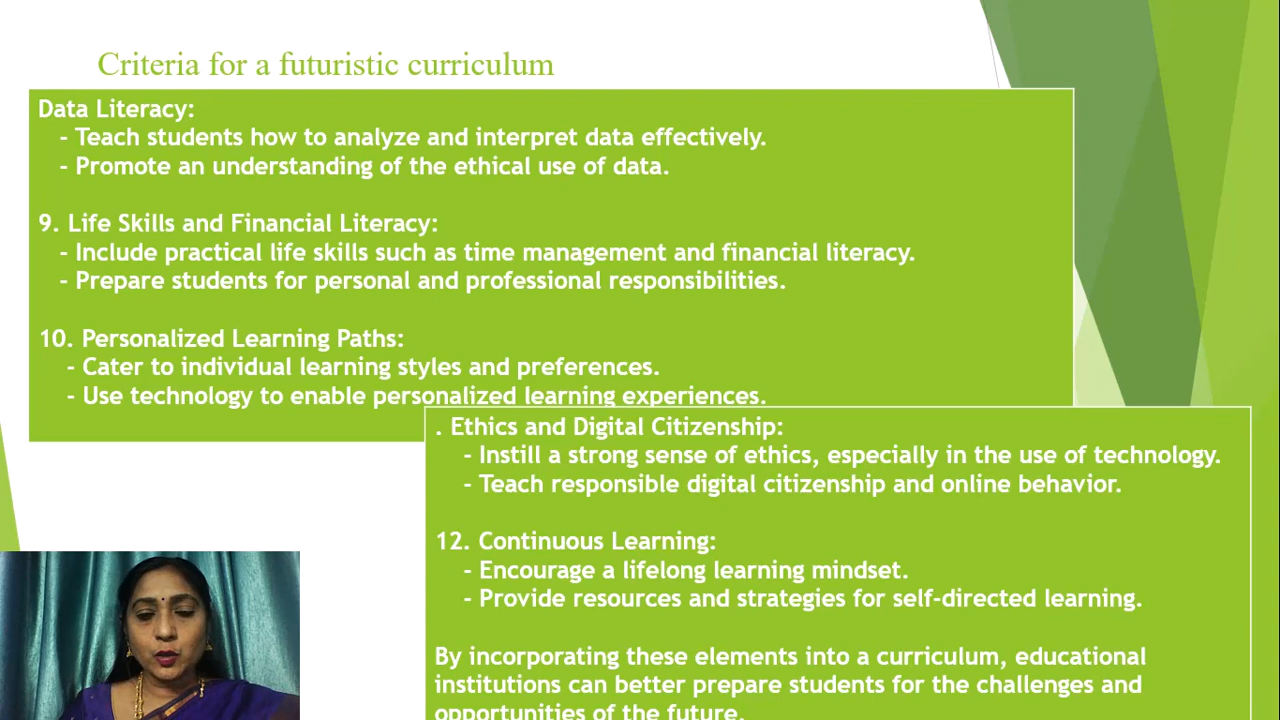 Criteria for a futuristic curriculum
Data Literacy:
- Teach students how to analyze and interpret data effectively.
- Promote an understanding of the ethical use of data.
9. Life Skills and Financial Literacy:
- Include practical life skills such as time management and financial literacy.
- Prepare students for personal and professional responsibilities.
10. Personalized Learning Paths:
- Cater to individual learning styles and preferences.
- Use technology to enable personalized learning experiences.
. Ethics and Digital Citizenship:
- Instill a strong sense of ethics, especially in the use of technology.
- Teach responsible digital citizenship and online behavior.
12. Continuous Learning:
- Encourage a lifelong learning mindset.
- Provide resources and strategies for self-directed learning.
By incorporating these elements into a curriculum, educational
institutions can better prepare students for the challenges and
opportunities of the future.